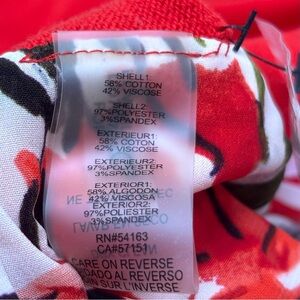 SHELL1:
58% COTTON
42% VISCOSE
SHELL2:
97%POLYESTER
3%SPANDEX
EXTERIEUR1:
58% COTON
42% VISCOSE
EXTERIEUR2:
97%POLYESTER
3%SPANDEX
EXTERIOR1:
58% ALGODON
42% VISCOSA
EXTERIOR2:
97%POLIESTER
3%SPANDEX
RN#54163
CA#57151
CARE ON REVERSE
CUIDADO AL REVERSO
SUR L'INVERSE